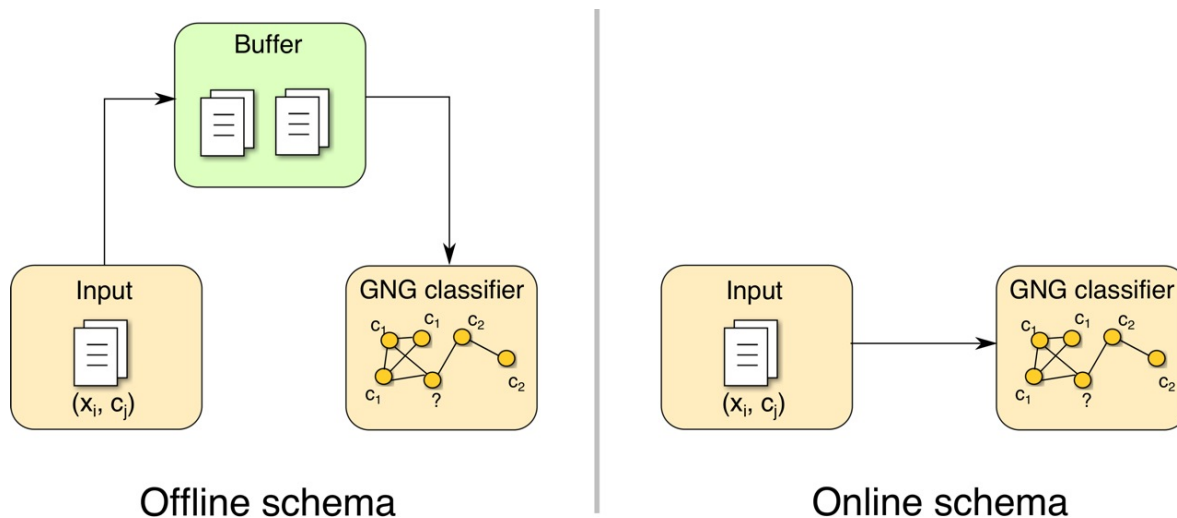 Buffer
Input
(xᵢ, cⱼ)
GNG classifier
c₁
c₁
c₂
c₁
?
c₂
Offline schema
Input
(xᵢ, cⱼ)
GNG classifier
c₁
c₁
c₂
c₁
?
c₂
Online schema